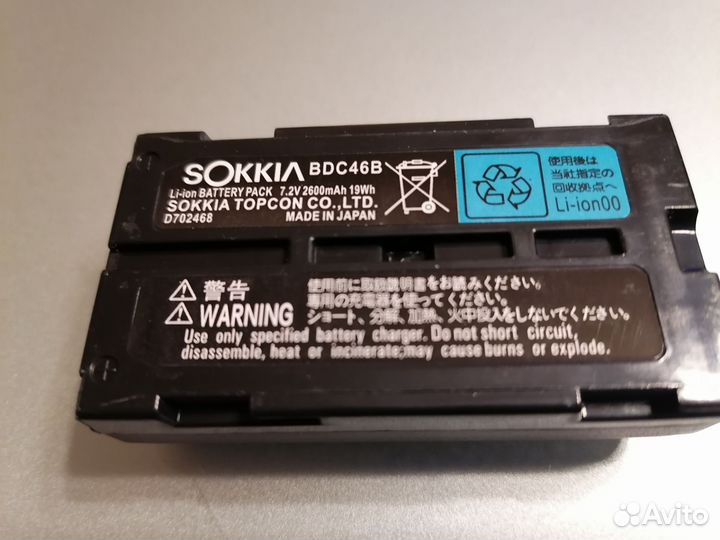 SOKKIA BDC46B
Li-ion BATTERY PACK 7.2V 2600mAh 19Wh
SOKKIA TOPCON CO.,LTD.
D702468 MADE IN JAPAN
使用後は
当社指定の
回収拠点へ
Li-ion00
警告
WARNING
使用前に取扱説明書をお読みください。
専用の充電器を使ってください。
ショート、分解、加熱、火中投入をしないでください。
Use only specified battery charger. Do not short circuit,
disassemble, heat or incinerate; may cause burns or explode.
Avito